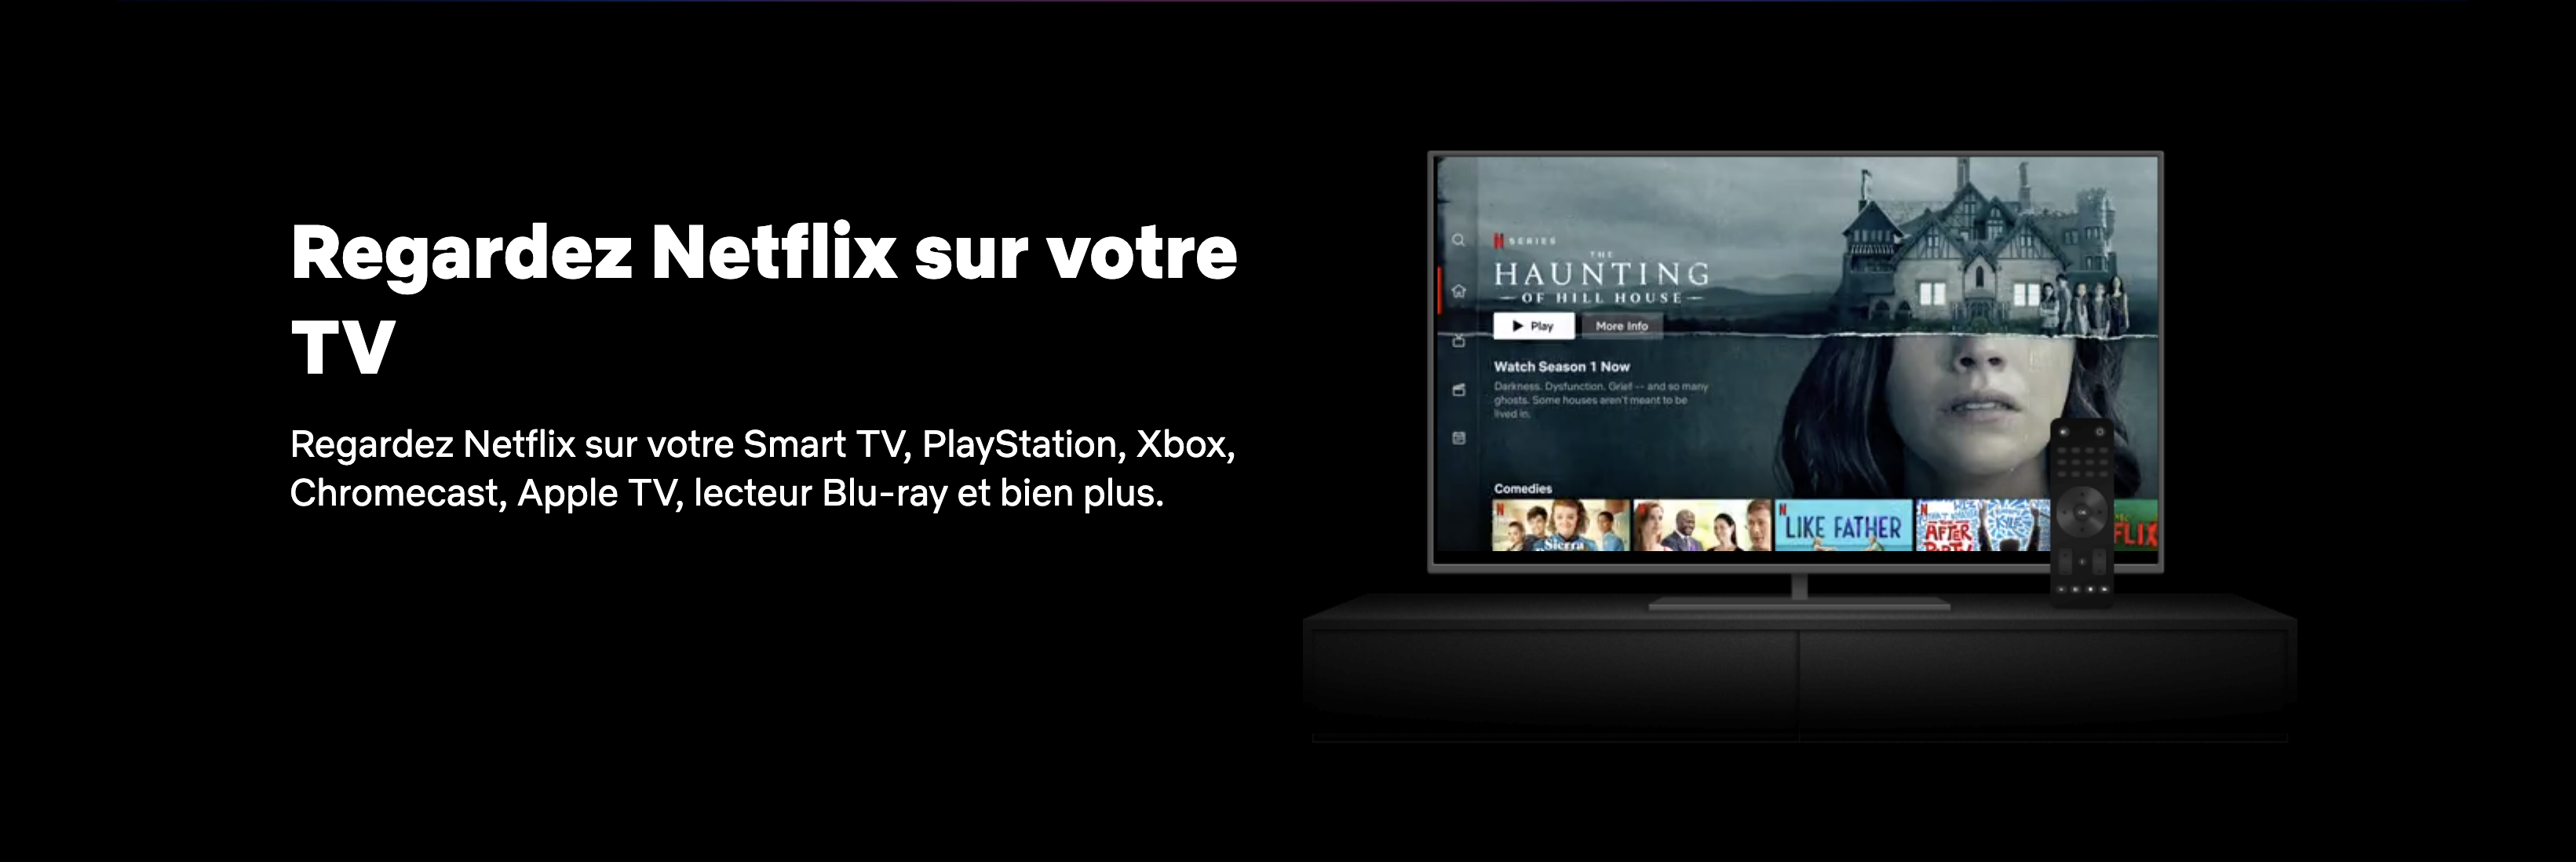 Regardez Netflix sur votre
TV
Regardez Netflix sur votre Smart TV, PlayStation, Xbox,
Chromecast, Apple TV, lecteur Blu-ray et bien plus.
N SERIES
THE
HAUNTING
OF HILL HOUSE
Play More Info
Watch Season 1 Now
Darkness. Dysfunction. Grief -- and so many
ghosts. Some houses aren't meant to be
lived in.
Comedies
Sierra
LIKE FATHER
AFTER
PARTY
KYLE
FLIX